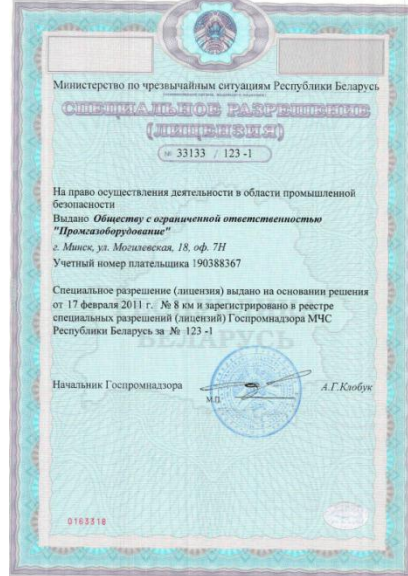 Министерство по чрезвычайным ситуациям Республики Беларусь
СПЕЦИАЛЬНОЕ РАЗРЕШЕНИЕ
(ЛИЦЕНЗИЯ)
№ 33133 / 123 -1
На право осуществления деятельности в области промышленной
безопасности
Выдано Обществу с ограниченной ответственностью
"Промгазоборудование"
г. Минск, ул. Могилевская, 18, оф. 7Н
Учетный номер плательщика 190388367
Специальное разрешение (лицензия) выдано на основании решения
от 17 февраля 2011 г. № 8 км и зарегистрировано в реестре
специальных разрешений (лицензий) Госпромнадзора МЧС
Республики Беларусь за № 123 -1
БЕЛАРУСЬ
Начальник Госпромнадзора А.Г.Клобук
М.П.
0163318